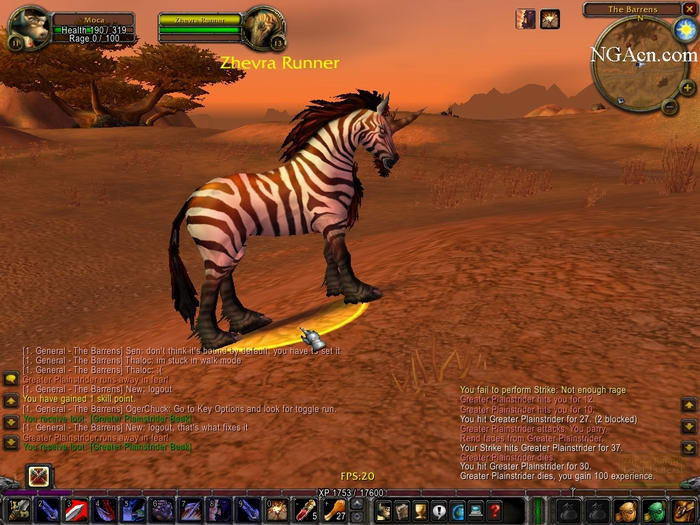 Moca
Health 190 / 319
Rage 0 / 100
11
Zhevra Runner
13
The Barrens
N
NGAcn.com
Zhevra Runner
[1. General - The Barrens] Sen: don't think it's bound by default. you have to set it
[1. General - The Barrens] Thaloc: im stuck in walk mode
[1. General - The Barrens] Thaloc: :(
Greater Plainstrider runs away in fear!
[1. General - The Barrens] New: logout
You have gained 1 skill point.
[1. General - The Barrens] OgerChuck: Go to Key Options and look for toggle run.
You receive loot: [Greater Plainstrider Beak]
[1. General - The Barrens] New: logout, that's what fixes it
Greater Plainstrider runs away in fear!
You receive loot: [Greater Plainstrider Beak]
You fail to perform Strike: Not enough rage
Greater Plainstrider hits you for 12.
Greater Plainstrider hits you for 10.
You hit Greater Plainstrider for 27. (2 blocked)
Greater Plainstrider attacks. You parry.
Rend fades from Greater Plainstrider.
Your Strike hits Greater Plainstrider for 37.
Greater Plainstrider dies.
You hit Greater Plainstrider for 30.
Greater Plainstrider dies, you gain 100 experience.
FPS:20
XP 1753 / 17600
5
27